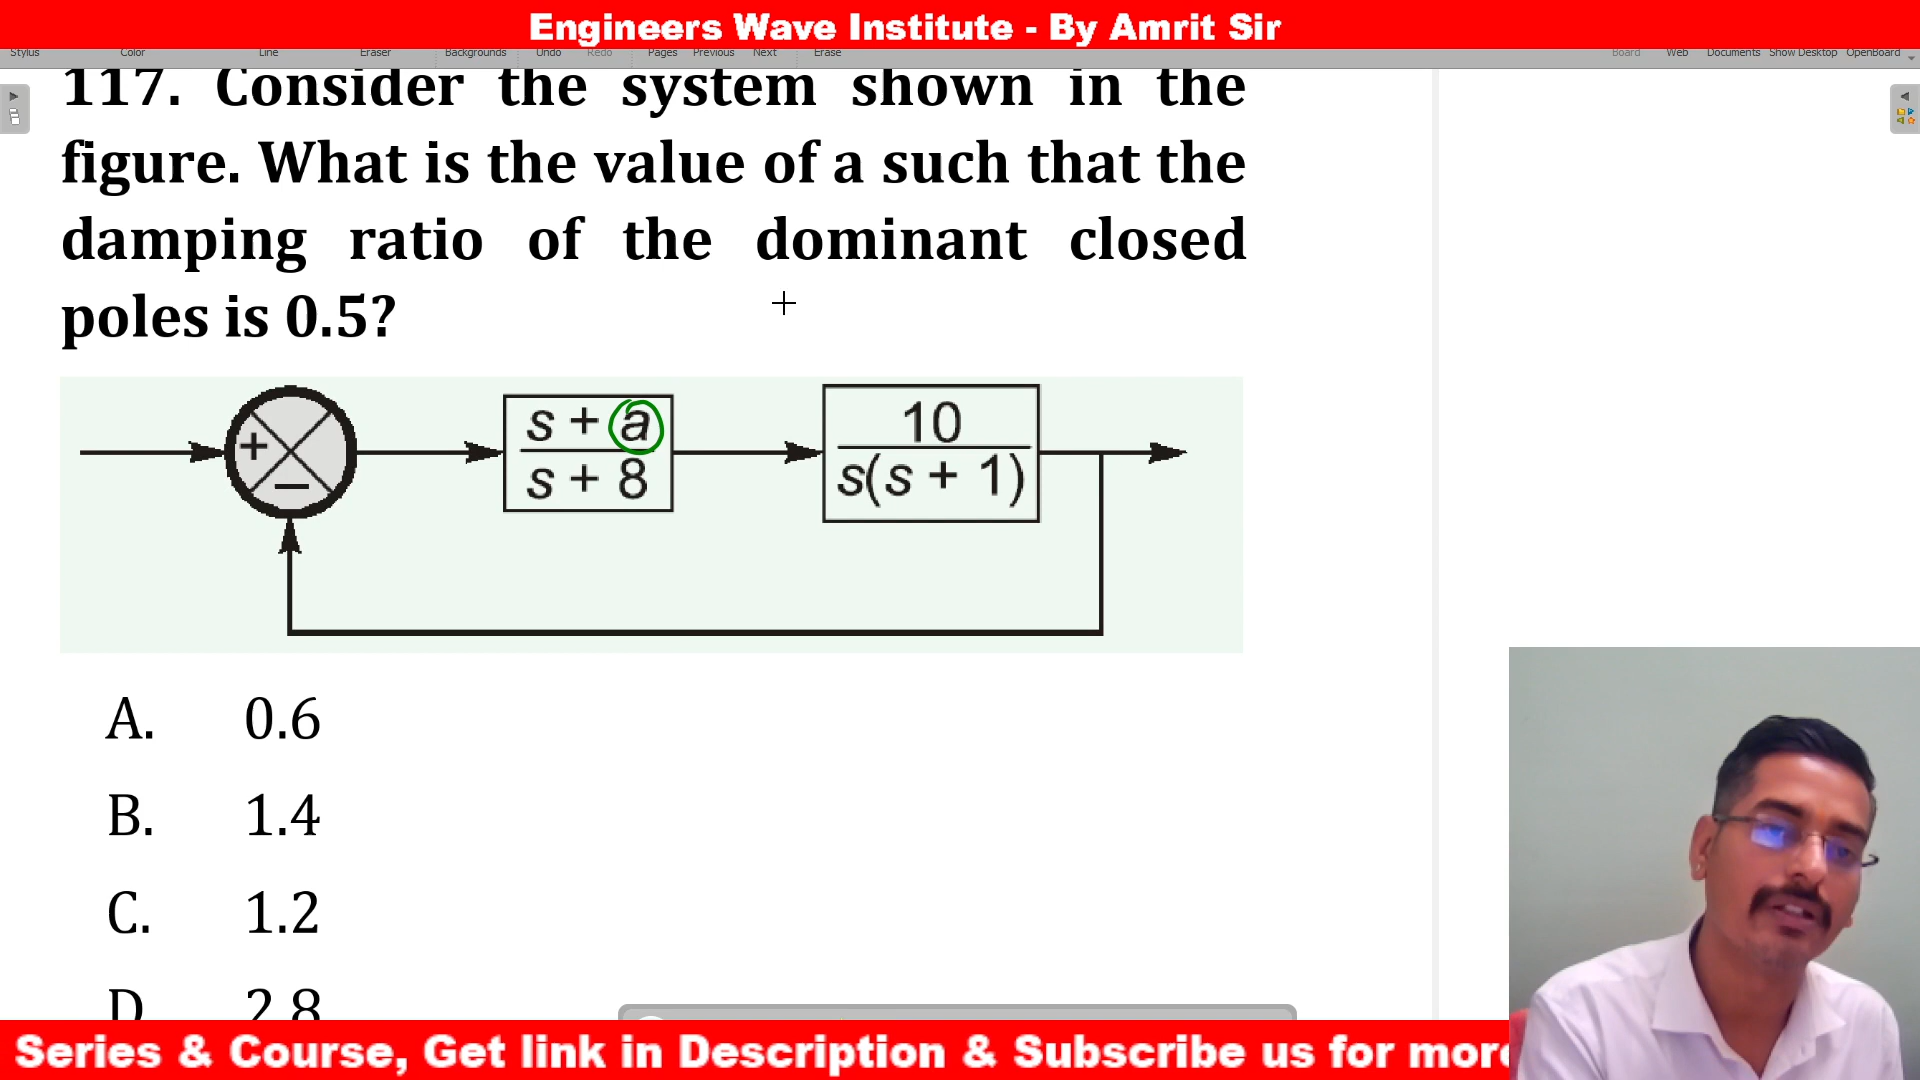 Engineers Wave Institute - By Amrit Sir
Stylus Color Line Eraser Backgrounds Undo Redo Pages Previous Next Erase Board Web Documents Show Desktop OpenBoard
117. Consider the system shown in the
figure. What is the value of a such that the
damping ratio of the dominant closed
poles is 0.5?
+
−
s + a
s + 8
10
s(s + 1)
A. 0.6
B. 1.4
C. 1.2
D. 2.8
Series & Course, Get link in Description & Subscribe us for more